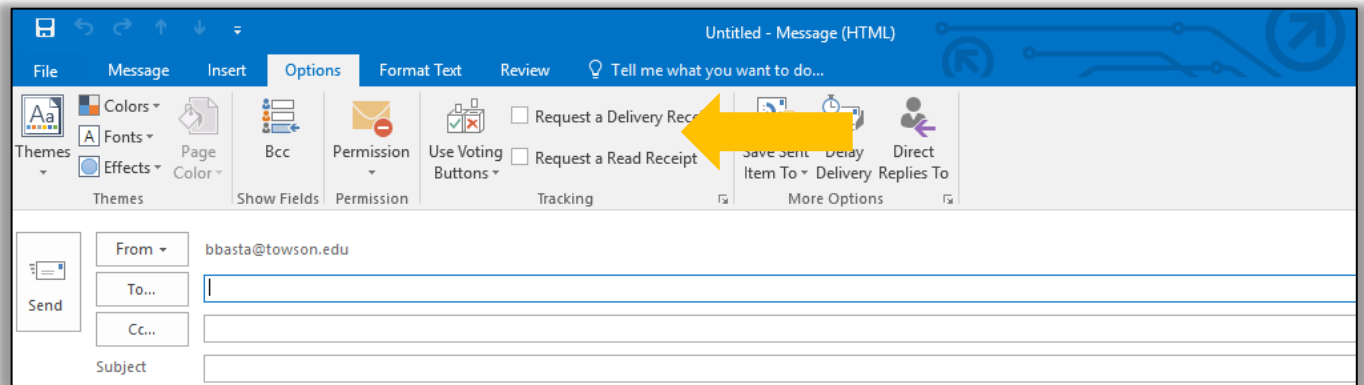 Untitled - Message (HTML)
File Message Insert Options Format Text Review Tell me what you want to do...
Aa Colors Request a Delivery
A Fonts
Themes Effects Page Color Bcc Permission Use Voting Buttons Request a Read Receipt Save Sent Item To Delay Delivery Direct Replies To
Themes Show Fields Permission Tracking More Options
From bbasta@towson.edu
To...
Send
Cc...
Subject